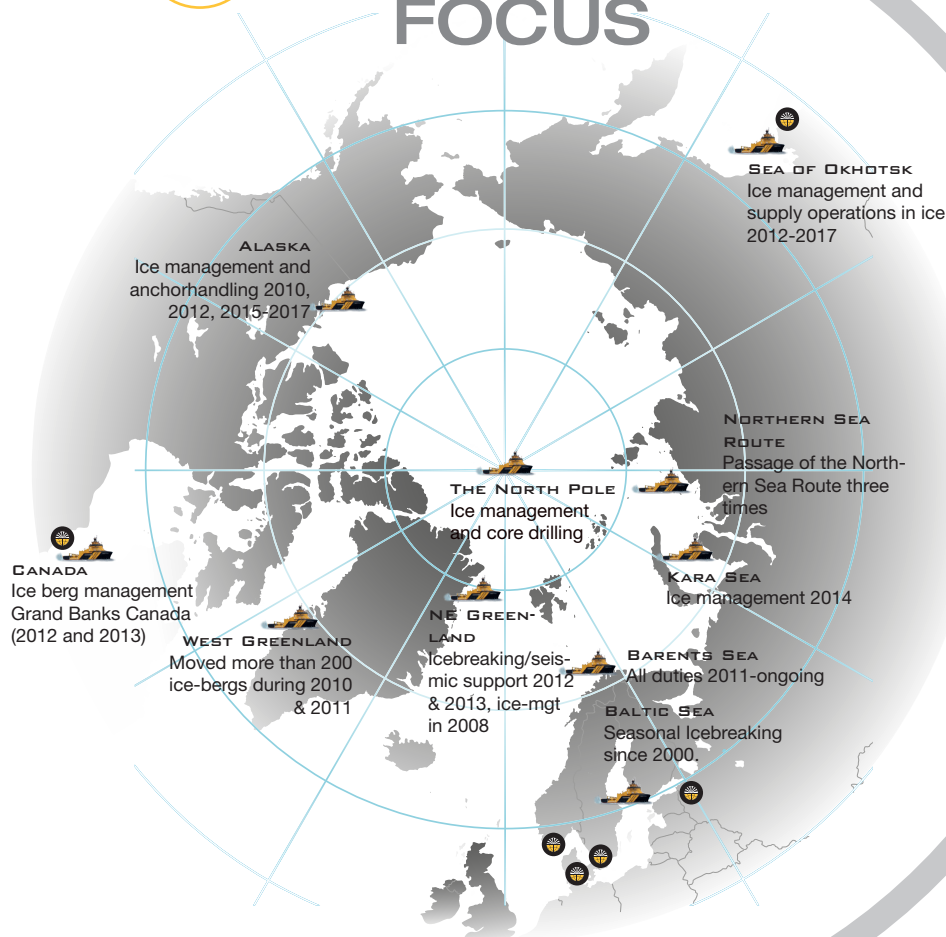 FOCUS
Sea of Okhotsk
Ice management and
supply operations in ice
2012-2017
Alaska
Ice management and
anchorhandling 2010,
2012, 2015-2017
Northern Sea
Route
Passage of the North-
ern Sea Route three
times
The North Pole
Ice management
and core drilling
Kara Sea
Ice management 2014
Canada
Ice berg management
Grand Banks Canada
(2012 and 2013)
West Greenland
Moved more than 200
ice-bergs during 2010
& 2011
NE Green-
land
Icebreaking/seis-
mic support 2012
& 2013, ice-mgt
in 2008
Barents Sea
All duties 2011-ongoing
Baltic Sea
Seasonal Icebreaking
since 2000.